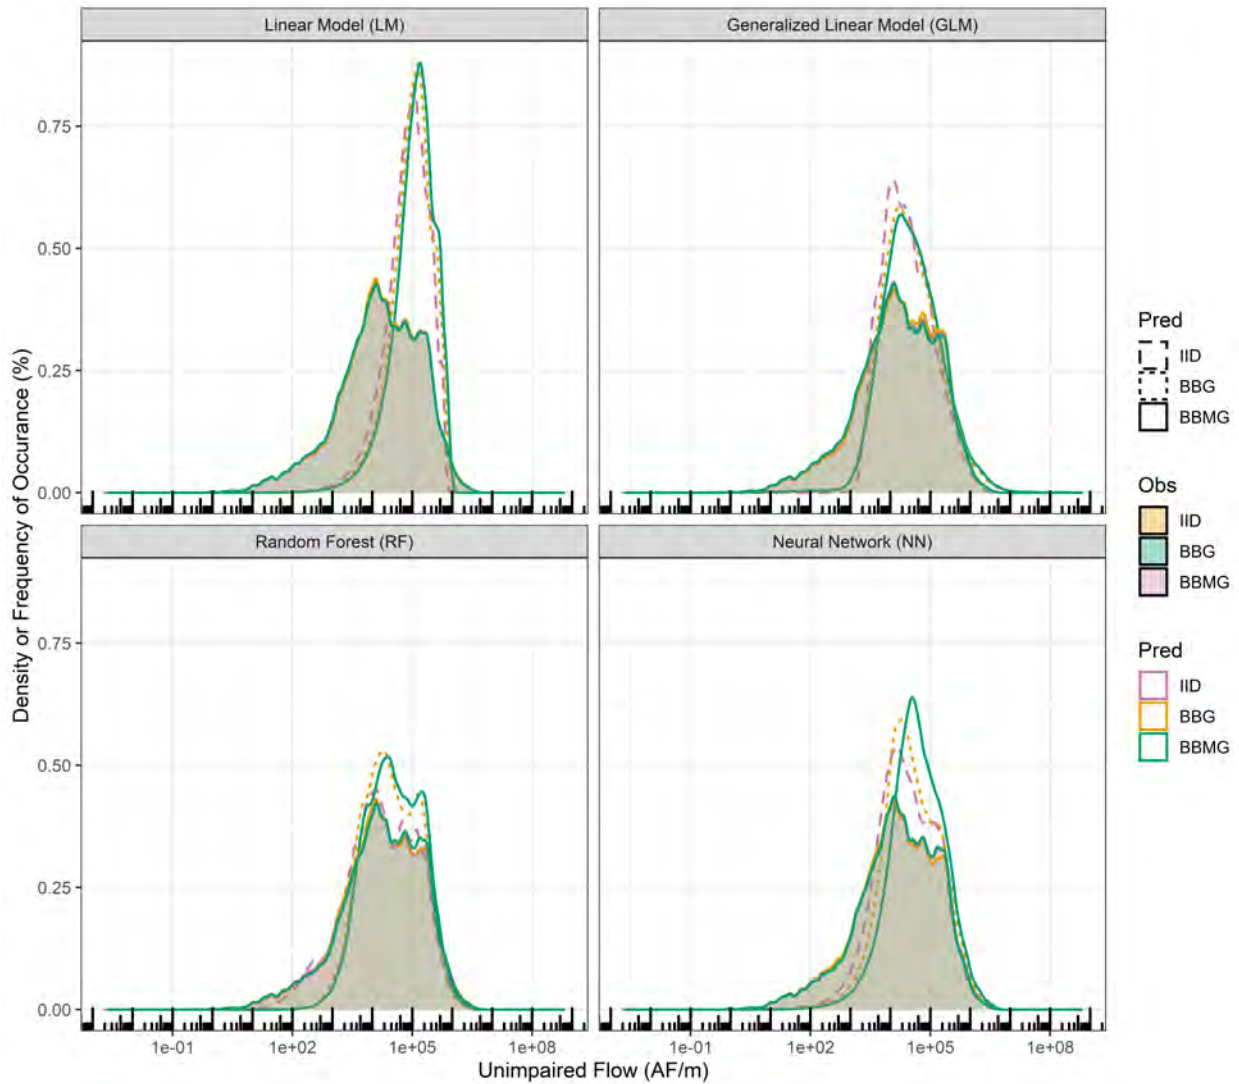 Linear Model (LM)
Generalized Linear Model (GLM)
0.75
0.50
0.25
0.00
Random Forest (RF)
Neural Network (NN)
0.75
0.50
0.25
0.00
1e-01
1e+02
1e+05
1e+08
1e-01
1e+02
1e+05
1e+08
Unimpaired Flow (AF/m)
Density or Frequency of Occurance (%)
Pred
IID
BBG
BBMG
Obs
IID
BBG
BBMG
Pred
IID
BBG
BBMG